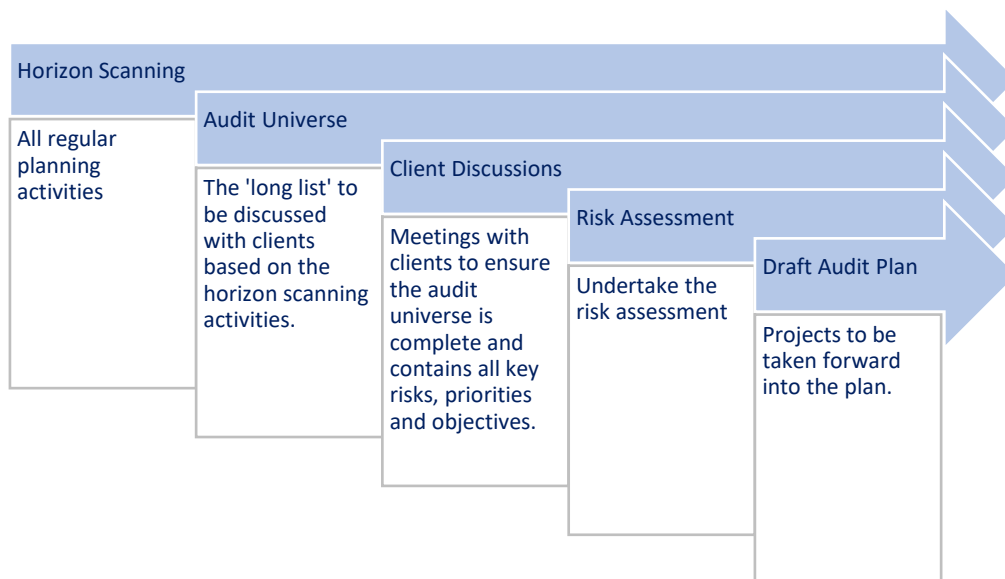 Horizon Scanning
All regular
planning
activities
Audit Universe
The 'long list' to
be discussed
with clients
based on the
horizon scanning
activities.
Client Discussions
Meetings with
clients to ensure
the audit
universe is
complete and
contains all key
risks, priorities
and objectives.
Risk Assessment
Undertake the
risk assessment
Draft Audit Plan
Projects to be
taken forward
into the plan.